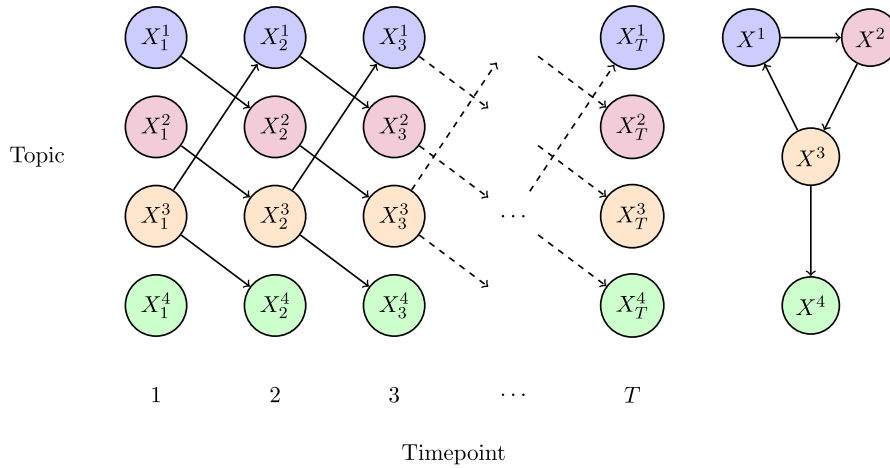 X_1^1 X_2^1 X_3^1 X_T^1 X^1 X^2
X_1^2 X_2^2 X_3^2 X_T^2
Topic X^3
X_1^3 X_2^3 X_3^3 ··· X_T^3
X_1^4 X_2^4 X_3^4 X_T^4 X^4
1 2 3 ··· T
Timepoint